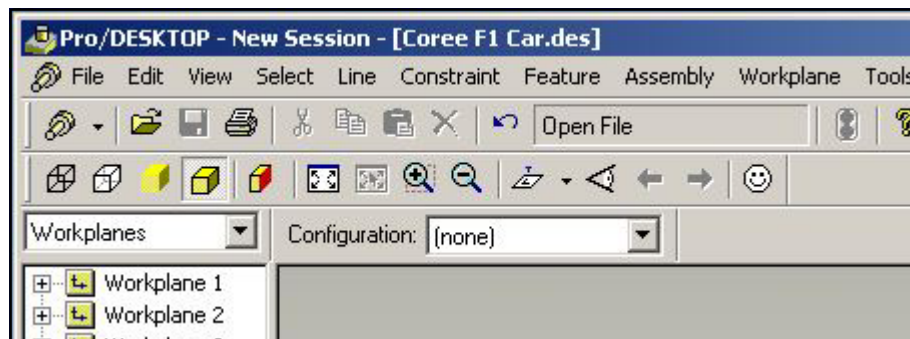 Pro/DESKTOP - New Session - [Coree F1 Car.des]
File Edit View Select Line Constraint Feature Assembly Workplane Tools
Open File
Workplanes Configuration: (none)
Workplane 1
Workplane 2